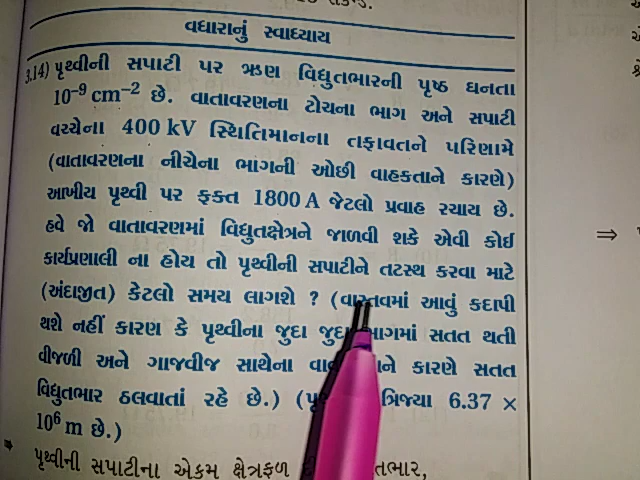 વધારાનું સ્વાધ્યાય
3.14) પૃથ્વીની સપાટી પર ઋણ વિદ્યુતભારની પૃષ્ઠ ઘનતા
10⁻⁹ cm⁻² છે. વાતાવરણના ટોચના ભાગ અને સપાટી
વચ્ચેના 400 kV સ્થિતિમાનના તફાવતને પરિણામે
(વાતાવરણના નીચેના ભાગની ઓછી વાહકતાને કારણે)
આખીય પૃથ્વી પર ફક્ત 1800 A જેટલો પ્રવાહ રચાય છે.
હવે જો વાતાવરણમાં વિદ્યુતક્ષેત્રને જાળવી શકે એવી કોઈ
કાર્યપ્રણાલી ના હોય તો પૃથ્વીની સપાટીને તટસ્થ કરવા માટે
(અંદાજીત) કેટલો સમય લાગશે ? (વાસ્તવમાં આવું કદાપી
થશે નહીં કારણ કે પૃથ્વીના જુદા જુદા ભાગમાં સતત થતી
વીજળી અને ગાજવીજ સાથેના કારણે સતત
વિદ્યુતભાર ઠલવાતાં રહે છે.) ત્રિજ્યા 6.37 ×
10⁶ m છે.)
⇒
પૃથ્વીની સપાટીના એકમ ક્ષેત્રફળ